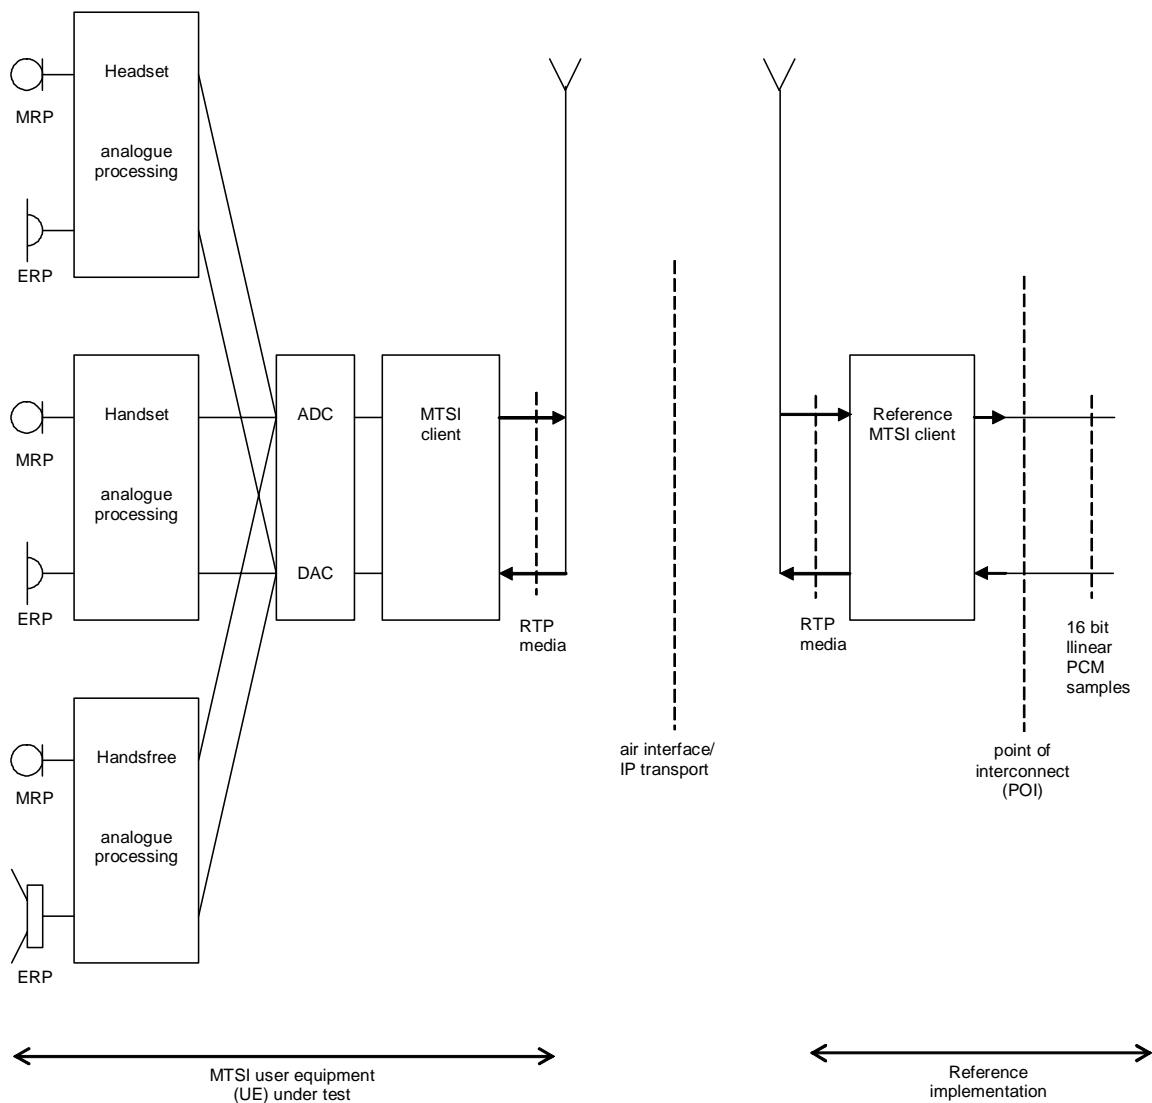 Headset
MRP
analogue
processing
ERP
Handset
MRP
analogue
processing
ERP
ADC
DAC
MTSI
client
RTP
media
Reference
MTSI client
RTP
media
16 bit
llinear
PCM
samples
air interface/
IP transport
point of
interconnect
(POI)
Handsfree
MRP
analogue
processing
ERP
MTSI user equipment
(UE) under test
Reference
implementation